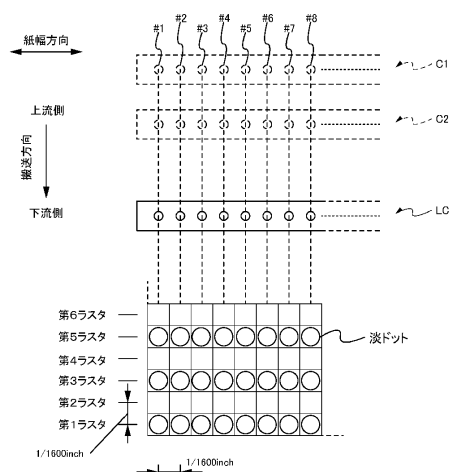 #1 #2 #3 #4 #5 #6 #7 #8
紙幅方向
C1
上流側
C2
搬送方向
下流側
LC
第6ラスタ
第5ラスタ
淡ドット
第4ラスタ
第3ラスタ
第2ラスタ
第1ラスタ
1/1600inch
1/1600inch